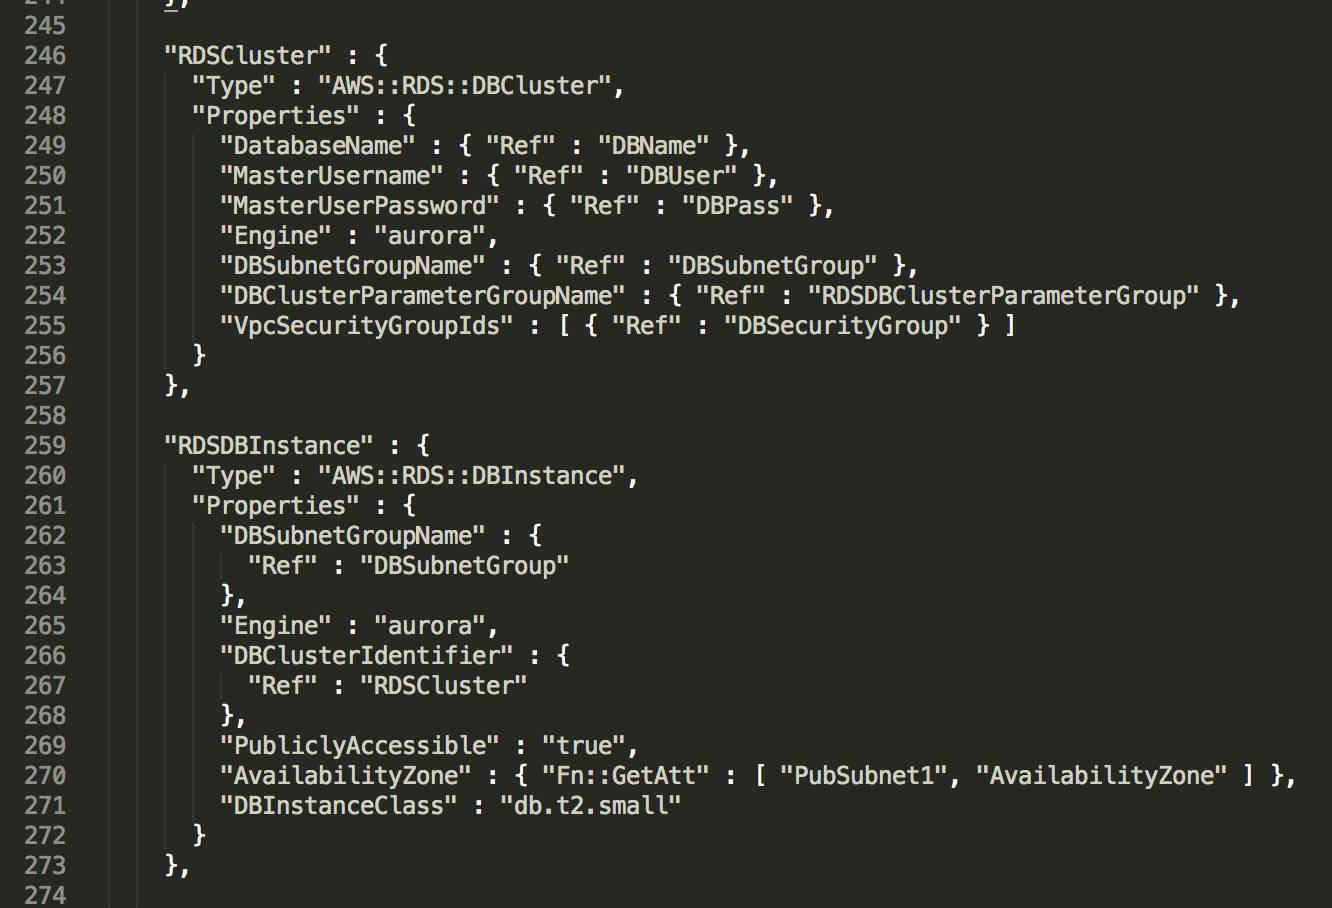 245
246 "RDSCluster" : {
247 "Type" : "AWS::RDS::DBCluster",
248 "Properties" : {
249 "DatabaseName" : { "Ref" : "DBName" },
250 "MasterUsername" : { "Ref" : "DBUser" },
251 "MasterUserPassword" : { "Ref" : "DBPass" },
252 "Engine" : "aurora",
253 "DBSubnetGroupName" : { "Ref" : "DBSubnetGroup" },
254 "DBClusterParameterGroupName" : { "Ref" : "RDSDBClusterParameterGroup" },
255 "VpcSecurityGroupIds" : [ { "Ref" : "DBSecurityGroup" } ]
256 }
257 },
258
259 "RDSDBInstance" : {
260 "Type" : "AWS::RDS::DBInstance",
261 "Properties" : {
262 "DBSubnetGroupName" : {
263 "Ref" : "DBSubnetGroup"
264 },
265 "Engine" : "aurora",
266 "DBClusterIdentifier" : {
267 "Ref" : "RDSCluster"
268 },
269 "PubliclyAccessible" : "true",
270 "AvailabilityZone" : { "Fn::GetAtt" : [ "PubSubnet1", "AvailabilityZone" ] },
271 "DBInstanceClass" : "db.t2.small"
272 }
273 },
274